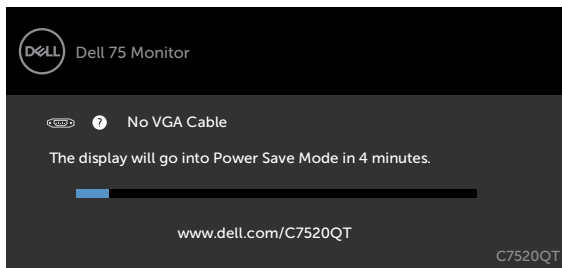 DELL
Dell 75 Monitor
? No VGA Cable
The display will go into Power Save Mode in 4 minutes.
www.dell.com/C7520QT
C7520QT